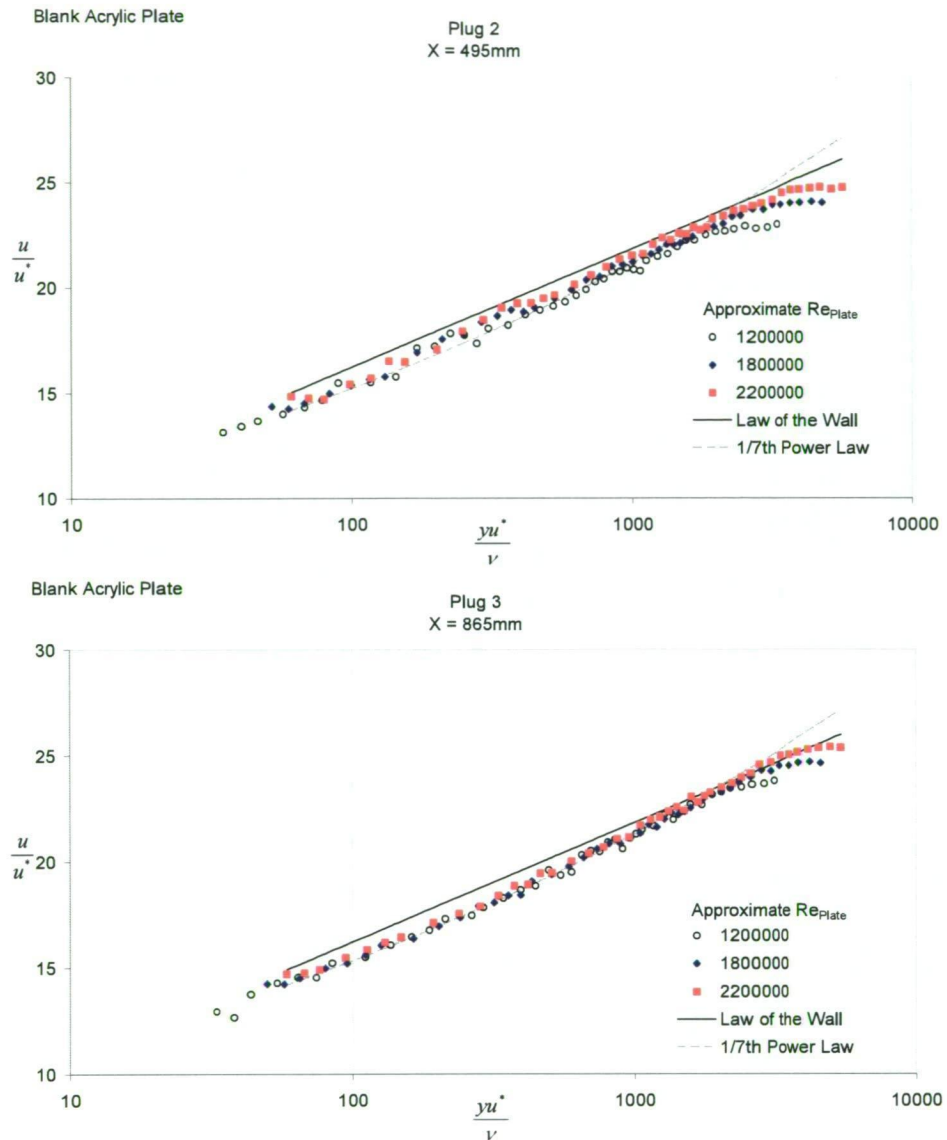 Blank Acrylic Plate
Plug 2
X = 495mm
30
25
20
15
10
u
u*
10
100
1000
10000
yu*
ν
Approximate Re_Plate
1200000
1800000
2200000
Law of the Wall
1/7th Power Law
Blank Acrylic Plate
Plug 3
X = 865mm
30
25
20
15
10
u
u*
10
100
1000
10000
yu*
ν
Approximate Re_Plate
1200000
1800000
2200000
Law of the Wall
1/7th Power Law